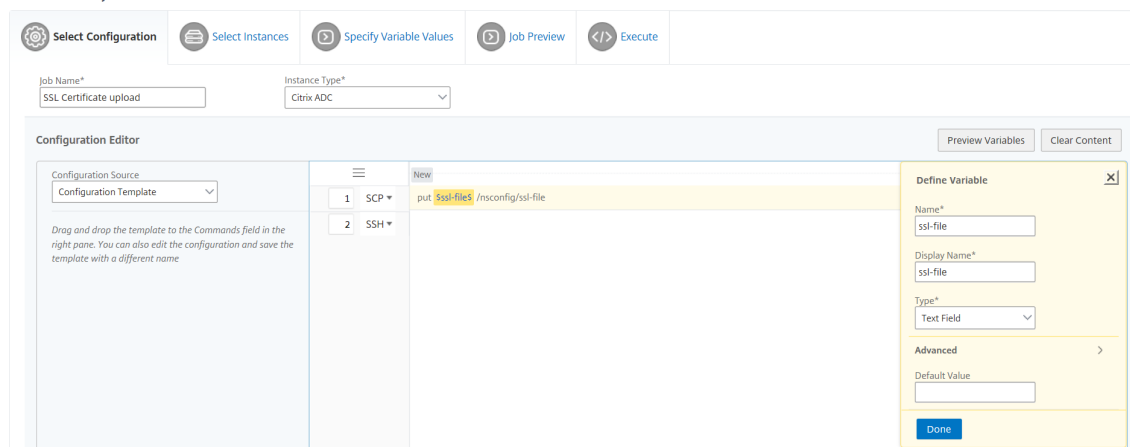 Select Configuration
Select Instances
Specify Variable Values
Job Preview
Execute
Job Name*
SSL Certificate upload
Instance Type*
Citrix ADC
Configuration Editor
Preview Variables
Clear Content
Configuration Source
Configuration Template
Drag and drop the template to the Commands field in the
right pane. You can also edit the configuration and save the
template with a different name
New
1 SCP
put $ssl-file$ /nsconfig/ssl-file
2 SSH
Define Variable
Name*
ssl-file
Display Name*
ssl-file
Type*
Text Field
Advanced
Default Value
Done